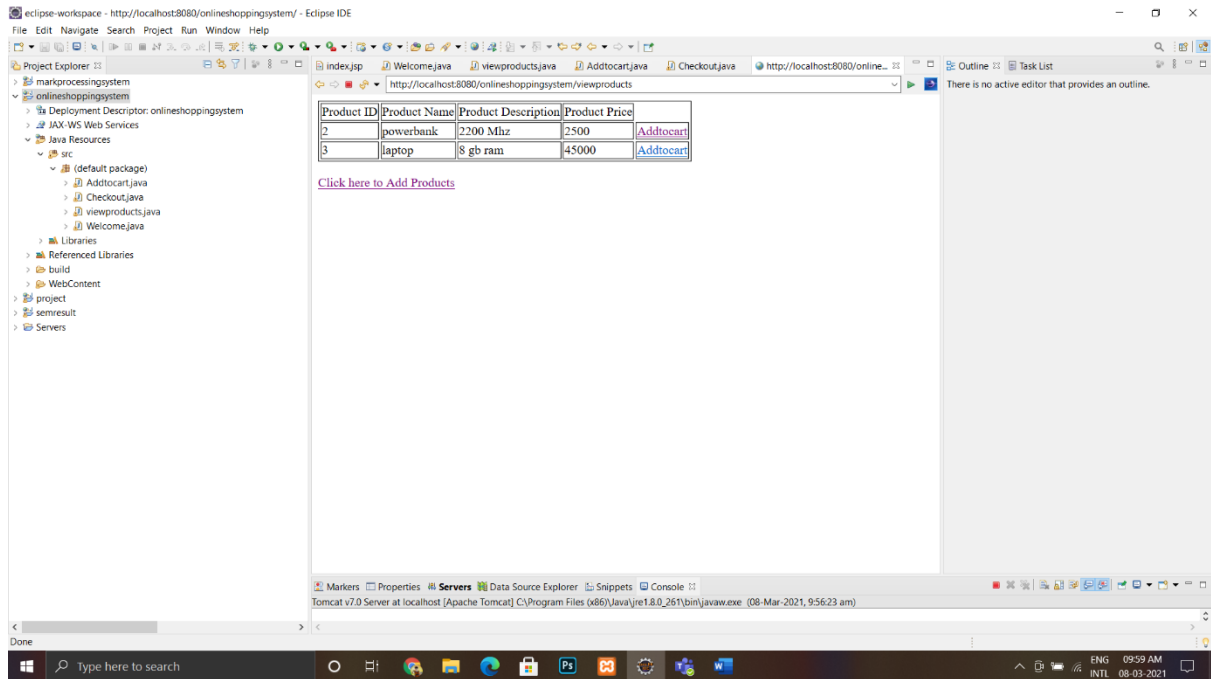 eclipse-workspace - http://localhost:8080/onlineshoppingsystem/ - Eclipse IDE
File Edit Navigate Search Project Run Window Help
Project Explorer
index.jsp Welcome.java viewproducts.java Addtocart.java Checkout.java http://localhost:8080/online...
Outline Task List
markprocessingsystem
onlineshoppingsystem
Deployment Descriptor: onlineshoppingsystem
JAX-WS Web Services
Java Resources
src
(default package)
Addtocart.java
Checkout.java
viewproducts.java
Welcome.java
Libraries
Referenced Libraries
build
WebContent
project
semresult
Servers
http://localhost:8080/onlineshoppingsystem/viewproducts
Product ID Product Name Product Description Product Price
2 powerbank 2200 Mhz 2500 Addtocart
3 laptop 8 gb ram 45000 Addtocart
Click here to Add Products
There is no active editor that provides an outline.
Markers Properties Servers Data Source Explorer Snippets Console
Tomcat v7.0 Server at localhost [Apache Tomcat] C:\Program Files (x86)\Java\jre1.8.0_261\bin\javaw.exe (08-Mar-2021, 9:56:23 am)
Done
Type here to search
Ps
W
ENG 09:59 AM
INTL 08-03-2021